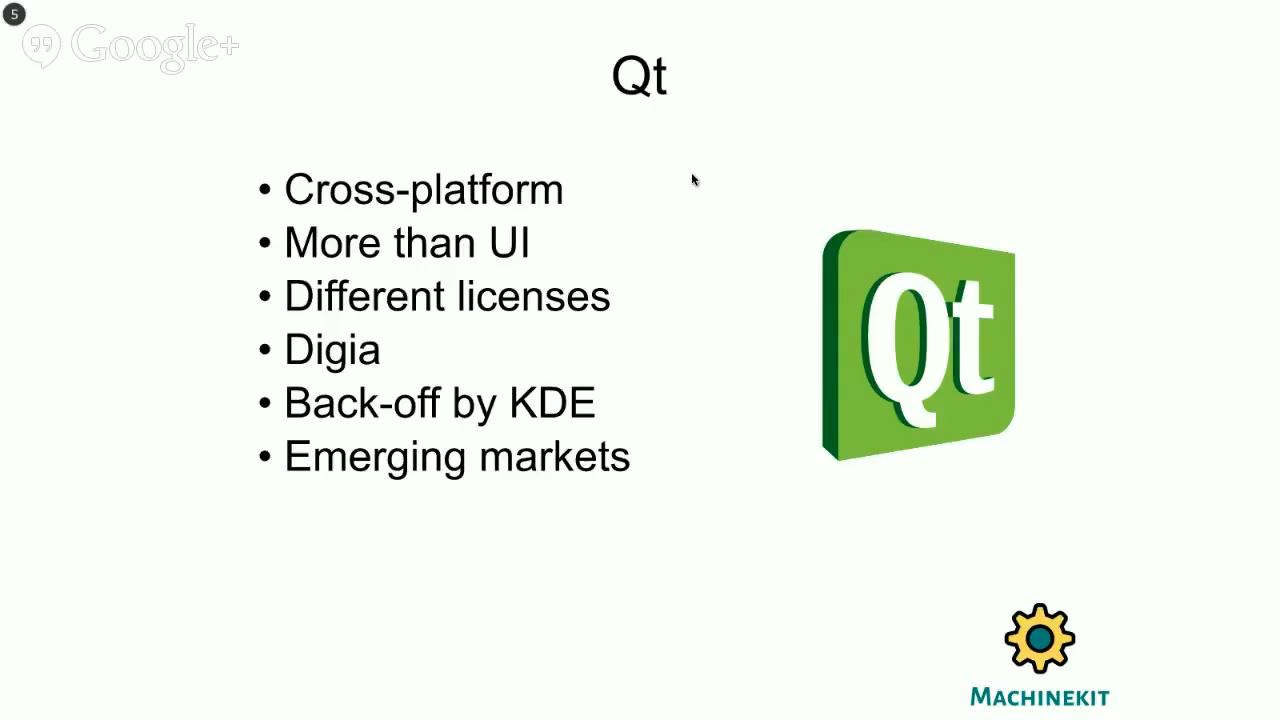 5
Google+
Qt
• Cross-platform
• More than UI
• Different licenses
• Digia
• Back-off by KDE
• Emerging markets
Qt
MACHINEKIT